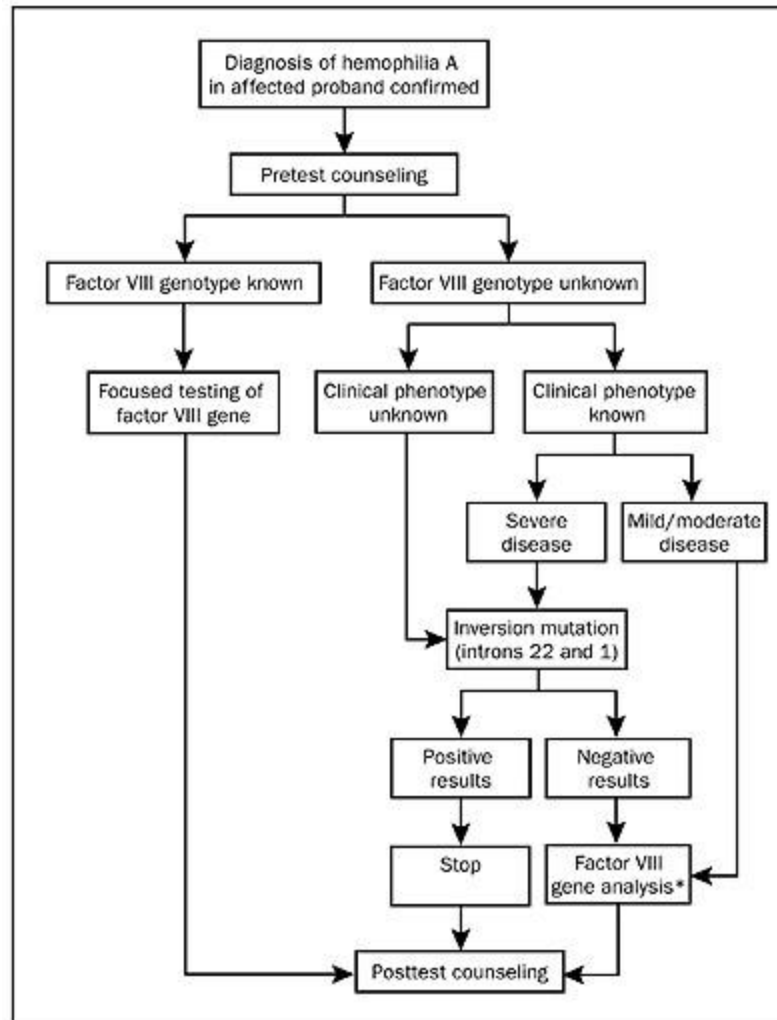 Diagnosis of hemophilia A
in affected proband confirmed
Pretest counseling
Factor VIII genotype known
Factor VIII genotype unknown
Focused testing of
factor VIII gene
Clinical phenotype
unknown
Clinical phenotype
known
Severe
disease
Mild/moderate
disease
Inversion mutation
(introns 22 and 1)
Positive
results
Negative
results
Stop
Factor VIII
gene analysis*
Posttest counseling